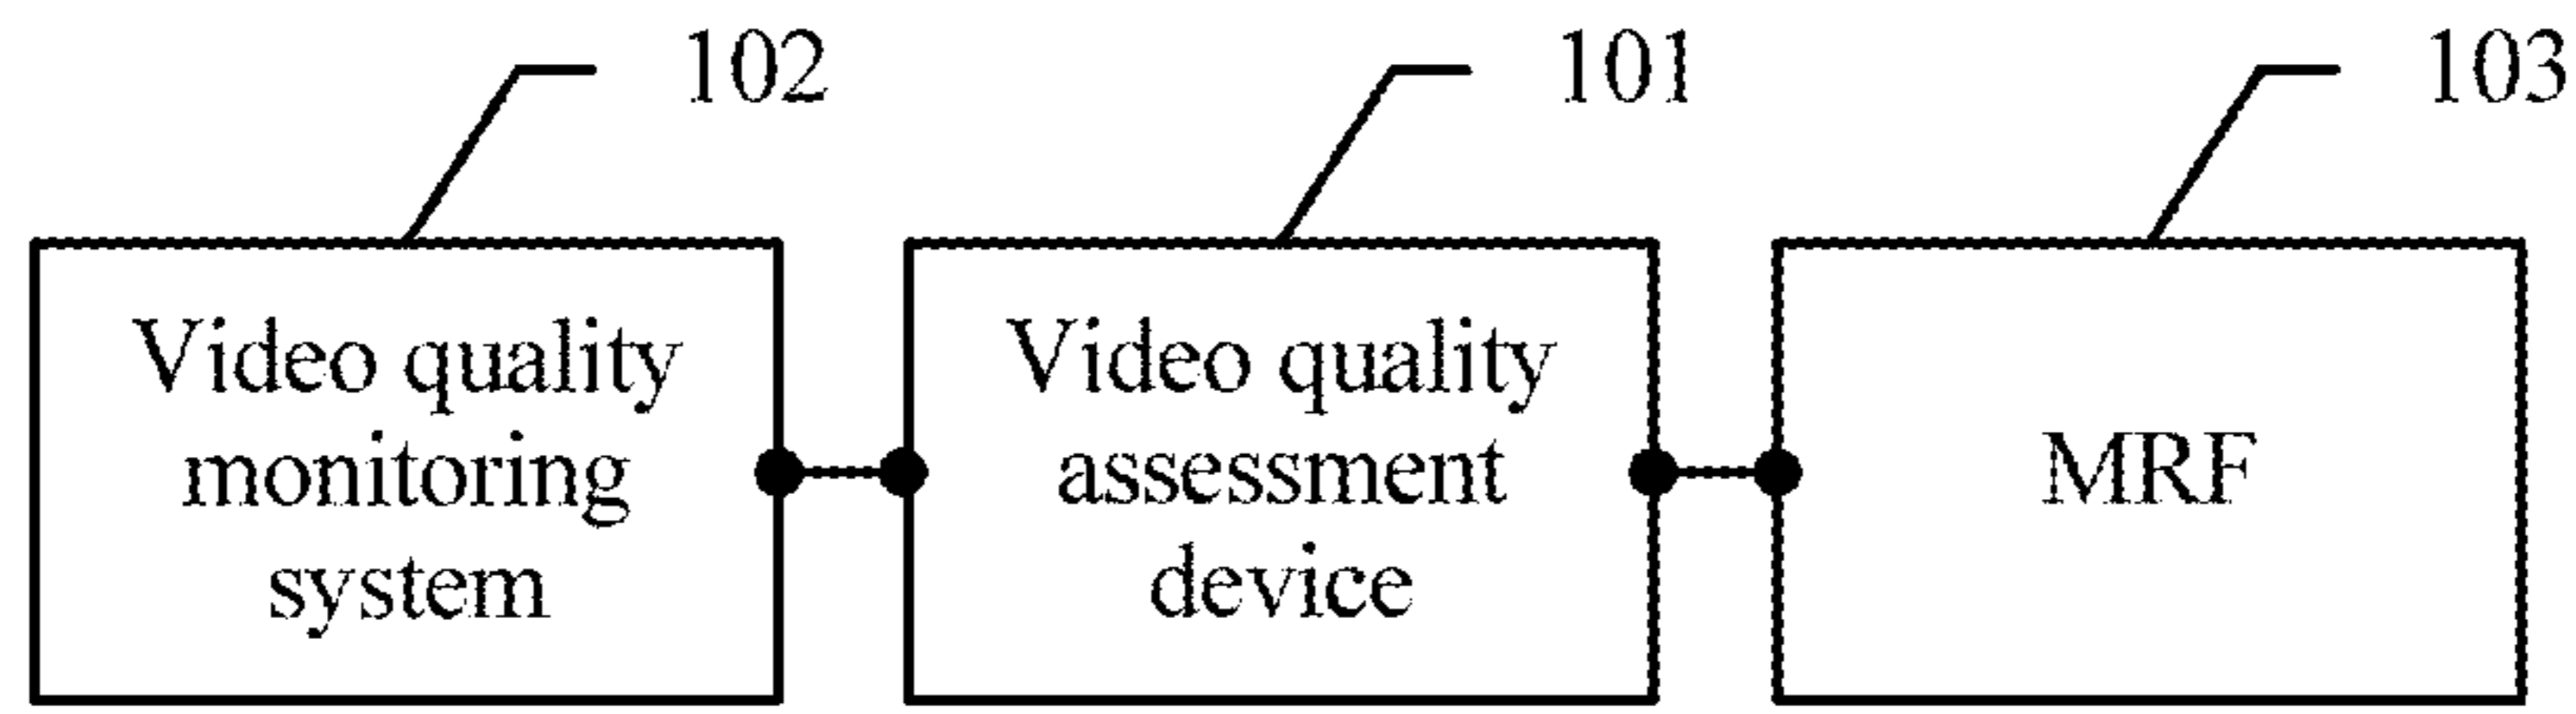 102
101
103
Video quality
monitoring
system
Video quality
assessment
device
MRF